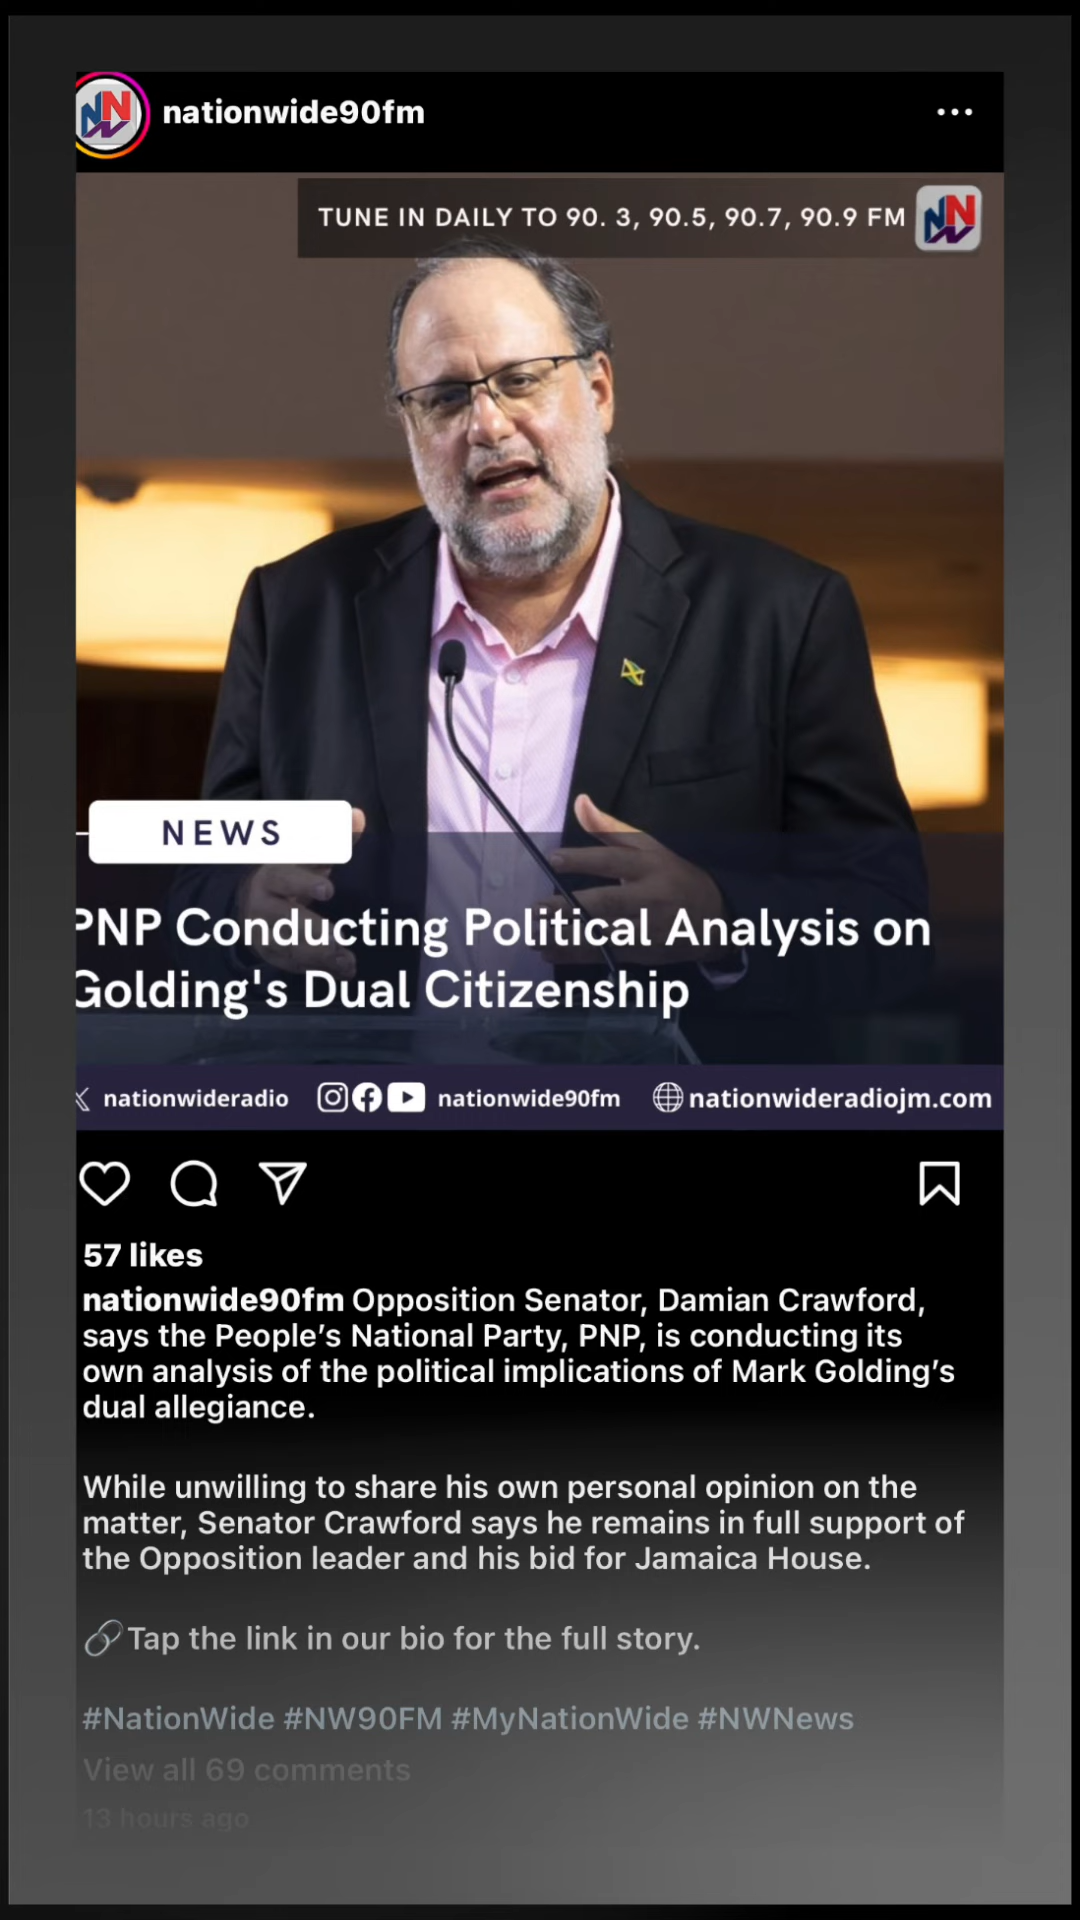 nationwide90fm
TUNE IN DAILY TO 90. 3, 90.5, 90.7, 90.9 FM
NEWS
PNP Conducting Political Analysis on
Golding's Dual Citizenship
nationwideradio nationwide90fm nationwideradiojm.com
57 likes
nationwide90fm Opposition Senator, Damian Crawford,
says the People’s National Party, PNP, is conducting its
own analysis of the political implications of Mark Golding’s
dual allegiance.
While unwilling to share his own personal opinion on the
matter, Senator Crawford says he remains in full support of
the Opposition leader and his bid for Jamaica House.
🔗Tap the link in our bio for the full story.
#NationWide #NW90FM #MyNationWide #NWNews
View all 69 comments
13 hours ago